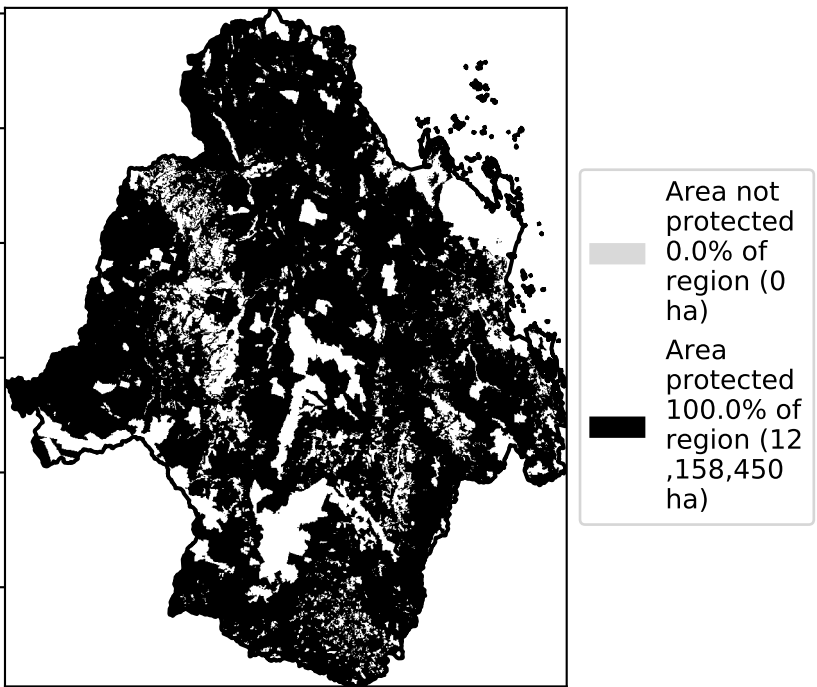 Area not
protected
0.0% of
region (0
ha)
Area
protected
100.0% of
region (12
,158,450
ha)